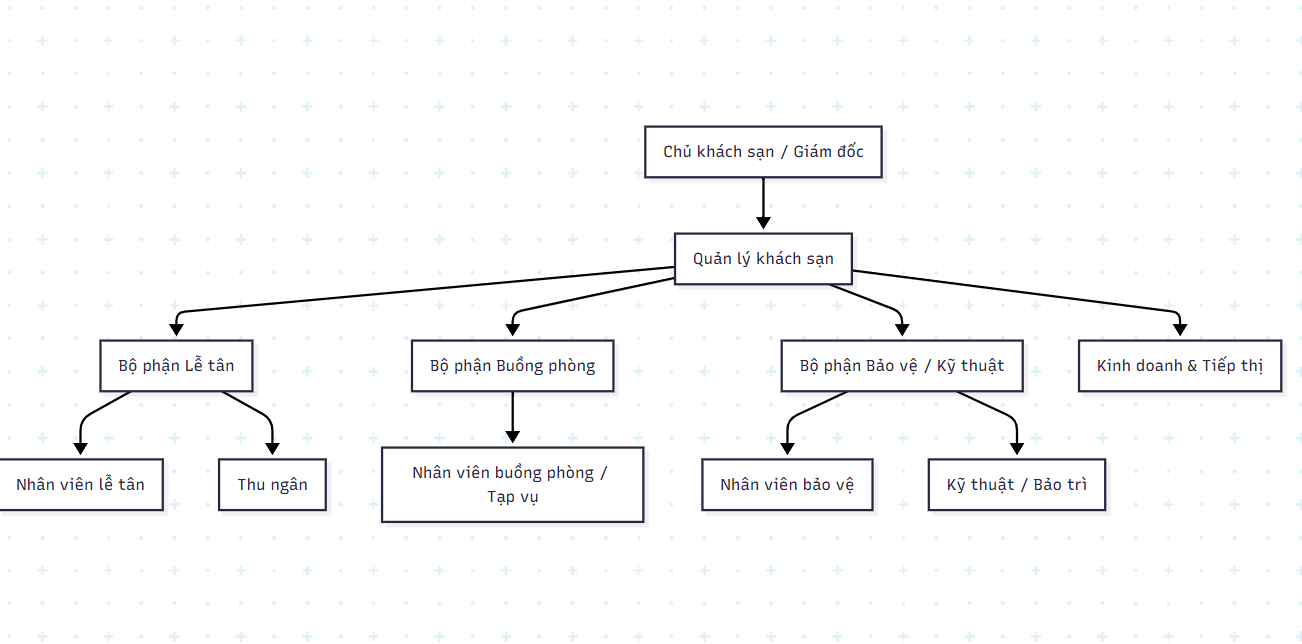 Chủ khách sạn / Giám đốc
Quản lý khách sạn
Bộ phận Lễ tân
Bộ phận Buồng phòng
Bộ phận Bảo vệ / Kỹ thuật
Kinh doanh & Tiếp thị
Nhân viên lễ tân
Thu ngân
Nhân viên buồng phòng /
Tạp vụ
Nhân viên bảo vệ
Kỹ thuật / Bảo trì